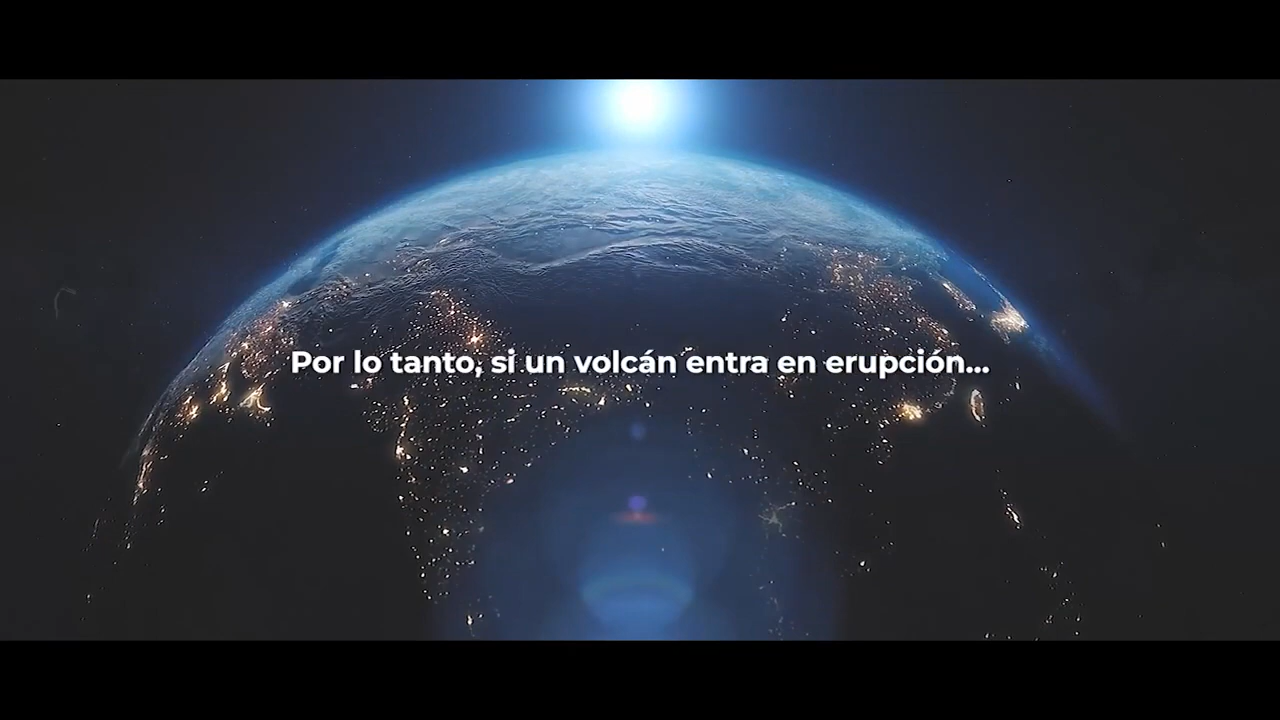 Por lo tanto, si un volcán entra en erupción...